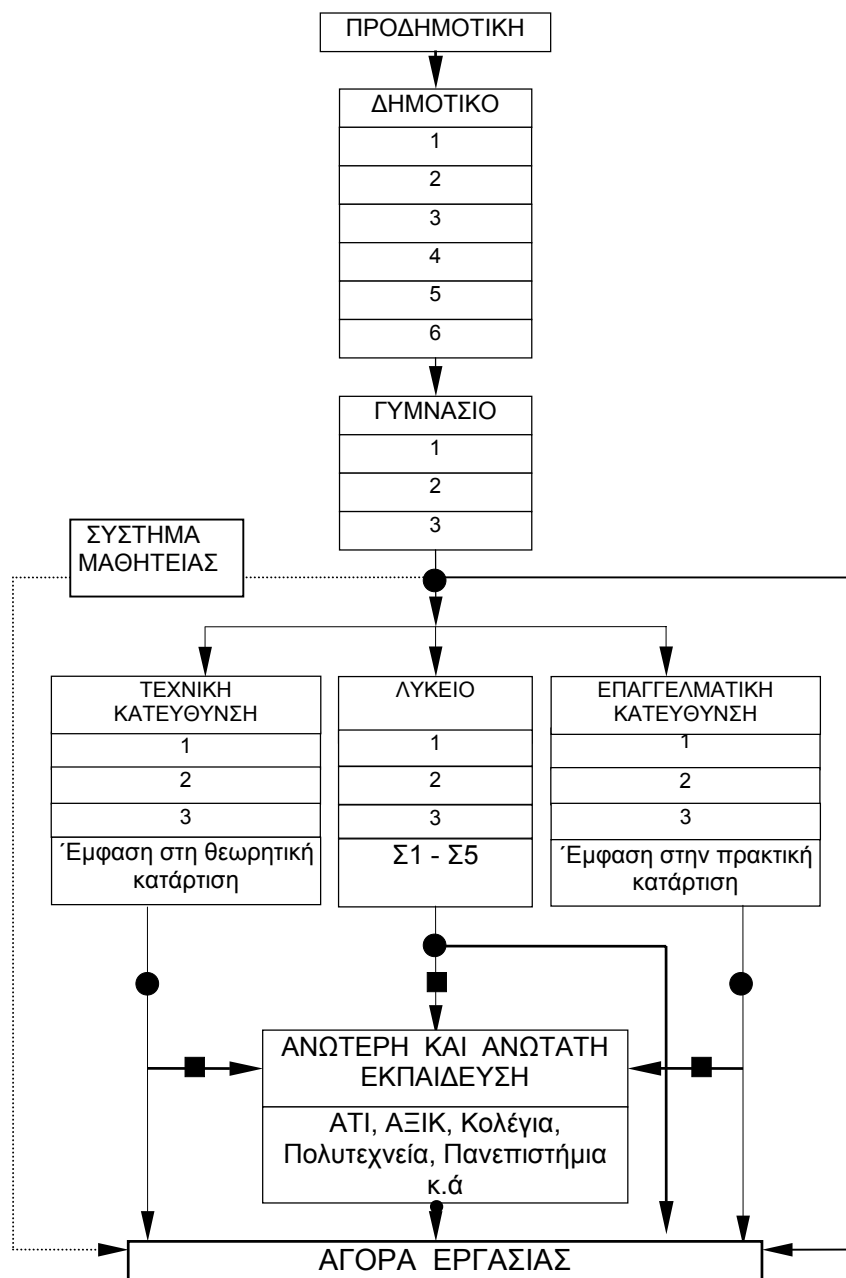 ΠΡΟΔΗΜΟΤΙΚΗ
ΔΗΜΟΤΙΚΟ
1
2
3
4
5
6
ΓΥΜΝΑΣΙΟ
1
2
3
ΣΥΣΤΗΜΑ
ΜΑΘΗΤΕΙΑΣ
ΤΕΧΝΙΚΗ
ΚΑΤΕΥΘΥΝΣΗ
1
2
3
Έμφαση στη θεωρητική
κατάρτιση
ΛΥΚΕΙΟ
1
2
3
Σ1 - Σ5
ΕΠΑΓΓΕΛΜΑΤΙΚΗ
ΚΑΤΕΥΘΥΝΣΗ
1
2
3
Έμφαση στην πρακτική
κατάρτιση
ΑΝΩΤΕΡΗ ΚΑΙ ΑΝΩΤΑΤΗ
ΕΚΠΑΙΔΕΥΣΗ
ΑΤΙ, ΑΞΙΚ, Κολέγια,
Πολυτεχνεία, Πανεπιστήμια
κ.ά
ΑΓΟΡΑ ΕΡΓΑΣΙΑΣ